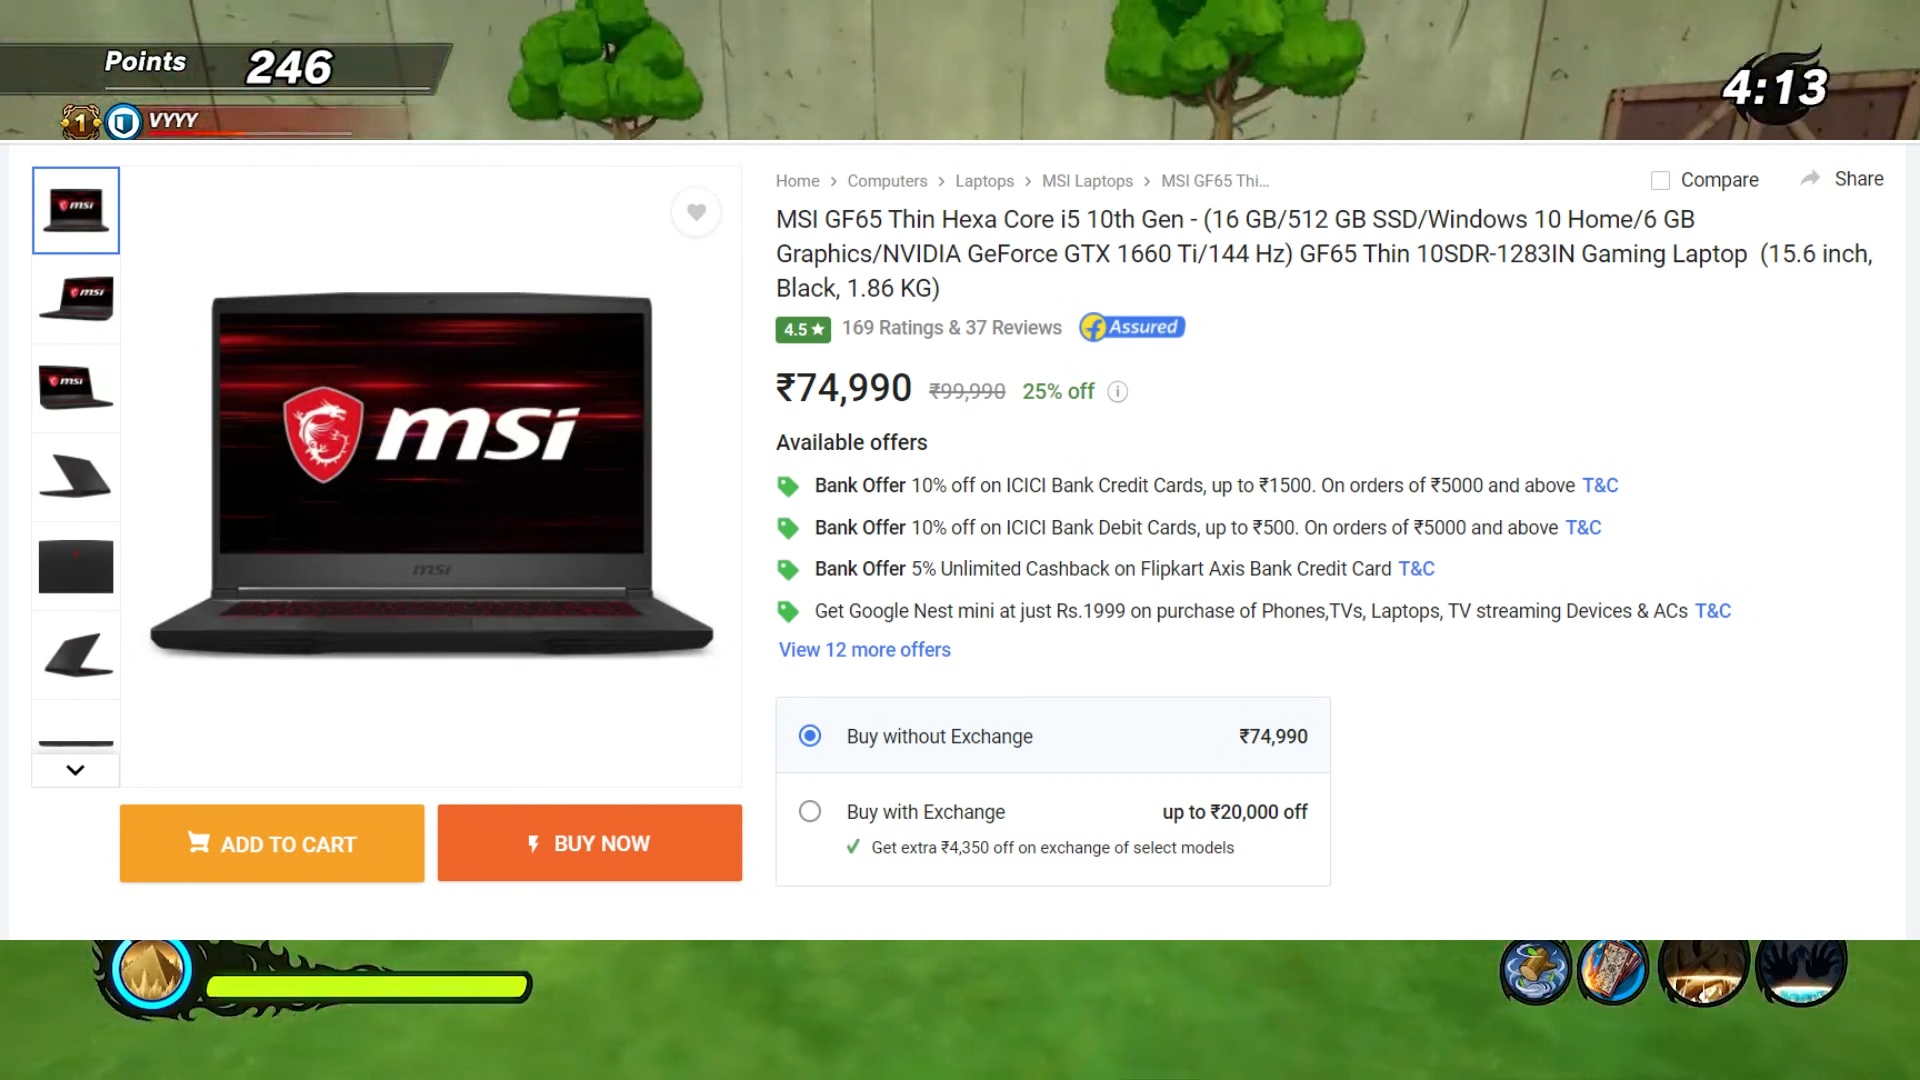 Points 246
4:13
1 VYYY
Home > Computers > Laptops > MSI Laptops > MSI GF65 Thi...
Compare
Share
MSI GF65 Thin Hexa Core i5 10th Gen - (16 GB/512 GB SSD/Windows 10 Home/6 GB
Graphics/NVIDIA GeForce GTX 1660 Ti/144 Hz) GF65 Thin 10SDR-1283IN Gaming Laptop (15.6 inch,
Black, 1.86 KG)
4.5★ 169 Ratings & 37 Reviews Assured
₹74,990 ₹99,990 25% off i
Available offers
Bank Offer 10% off on ICICI Bank Credit Cards, up to ₹1500. On orders of ₹5000 and above T&C
Bank Offer 10% off on ICICI Bank Debit Cards, up to ₹500. On orders of ₹5000 and above T&C
Bank Offer 5% Unlimited Cashback on Flipkart Axis Bank Credit Card T&C
Get Google Nest mini at just Rs.1999 on purchase of Phones,TVs, Laptops, TV streaming Devices & ACs T&C
View 12 more offers
Buy without Exchange ₹74,990
Buy with Exchange up to ₹20,000 off
Get extra ₹4,350 off on exchange of select models
msi
msi
msi
msi
msi
ADD TO CART
BUY NOW